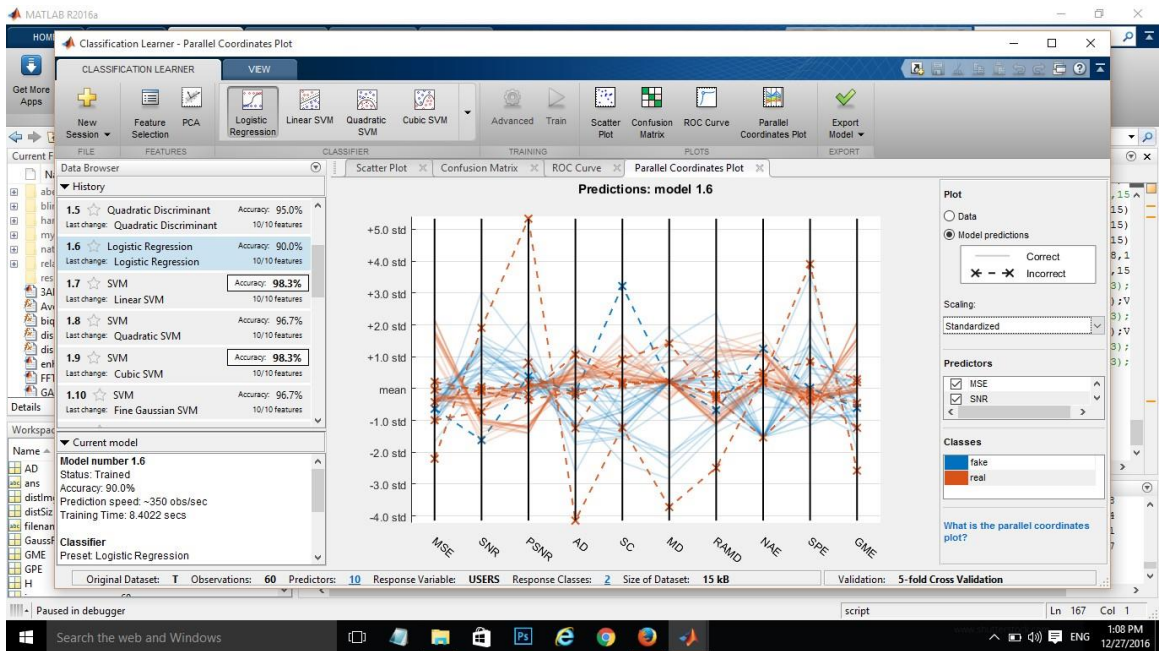 MATLAB R2016a
HOM
Classification Learner - Parallel Coordinates Plot
CLASSIFICATION LEARNER
VIEW
Get More
Apps
New
Session
Feature
Selection
PCA
Logistic
Regression
Linear SVM
Quadratic
SVM
Cubic SVM
Advanced
Train
Scatter
Plot
Confusion
Matrix
ROC Curve
Parallel
Coordinates Plot
Export
Model
FILE
FEATURES
CLASSIFIER
TRAINING
PLOTS
EXPORT
Current F
Data Browser
Scatter Plot
Confusion Matrix
ROC Curve
Parallel Coordinates Plot
History
1.5 Quadratic Discriminant Accuracy: 95.0%
Last change: Quadratic Discriminant 10/10 features
1.6 Logistic Regression Accuracy: 90.0%
Last change: Logistic Regression 10/10 features
1.7 SVM Accuracy: 98.3%
Last change: Linear SVM 10/10 features
1.8 SVM Accuracy: 96.7%
Last change: Quadratic SVM 10/10 features
1.9 SVM Accuracy: 98.3%
Last change: Cubic SVM 10/10 features
1.10 SVM Accuracy: 96.7%
Last change: Fine Gaussian SVM 10/10 features
Current model
Model number 1.6
Status: Trained
Accuracy: 90.0%
Prediction speed: ~350 obs/sec
Training Time: 8.4022 secs
Classifier
Preset: Logistic Regression
Details
Workspac
Name
AD
ans
distIm
distSiz
filenan
GaussF
GME
GPE
H
Predictions: model 1.6
+5.0 std
+4.0 std
+3.0 std
+2.0 std
+1.0 std
mean
-1.0 std
-2.0 std
-3.0 std
-4.0 std
MSE
SNR
PSNR
AD
SC
MD
RAMD
NAE
SPE
GME
Plot
Data
Model predictions
Correct
Incorrect
Scaling:
Standardized
Predictors
MSE
SNR
Classes
fake
real
What is the parallel coordinates
plot?
Original Dataset: T Observations: 60 Predictors: 10 Response Variable: USERS Response Classes: 2 Size of Dataset: 15 kB
Validation: 5-fold Cross Validation
Paused in debugger
script
Ln 167 Col 1
Search the web and Windows
Ps
ENG
1:08 PM
12/27/2016